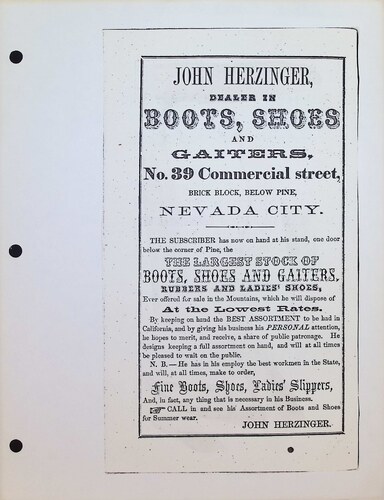 JOHN HERZINGER,
DEALER IN
BOOTS, SHOES
AND
GAITERS,
No. 39 Commercial street,
BRICK BLOCK, BELOW PINE,
NEVADA CITY.
THE SUBSCRIBER has now on hand at his stand, one door
below the corner of Pine, the
THE LARGEST STOCK OF
BOOTS, SHOES AND GAITERS.
RUBBERS AND LADIES' SHOES,
Ever offered for sale in the Mountains, which he will dispose of
At the Lowest Rates.
By keeping on hand the BEST ASSORTMENT to be had in
California, and by giving his business his PERSONAL attention,
he hopes to merit, and receive, a share of public patronage. He
designs keeping a full assortment on hand, and will at all times
be pleased to wait on the public.
N. B.—He has in his employ the best workmen in the State,
and will, at all times, make to order,
Fine Boots, Shoes, Ladies' Slippers,
And, in fact, any thing that is necessary in his Business.
☞ CALL in and see his Assortment of Boots and Shoes
for Summer wear.
JOHN HERZINGER.